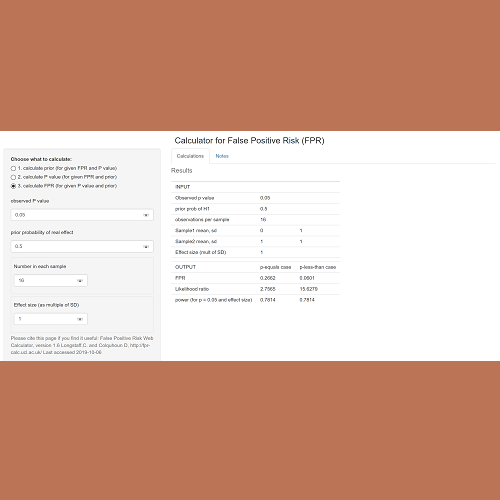 Calculator for False Positive Risk (FPR)
Choose what to calculate:
1. calculate prior (for given FPR and P value)
2. calculate P value (for given FPR and prior)
3. calculate FPR (for given P value and prior)
observed P value
0.05
prior probability of real effect
0.5
Number in each sample
16
Effect size (as multiple of SD)
1
Please cite this page if you find it useful: False Positive Risk Web
Calculator, version 1.6 Longstaff,C. and Colquhoun D, http://fpr-
calc.ucl.ac.uk/ Last accessed 2019-10-06
Calculations Notes
Results
INPUT
Observed p value 0.05
prior prob of H1 0.5
observations per sample 16
Sample1 mean, sd 0 1
Sample2 mean, sd 1 1
Effect size (mult of SD) 1
OUTPUT p-equals case p-less-than case
FPR 0.2662
Likelihood ratio 2.7565 15.6279
power (for p = 0.05 and effect size) 0.7814 0.7814